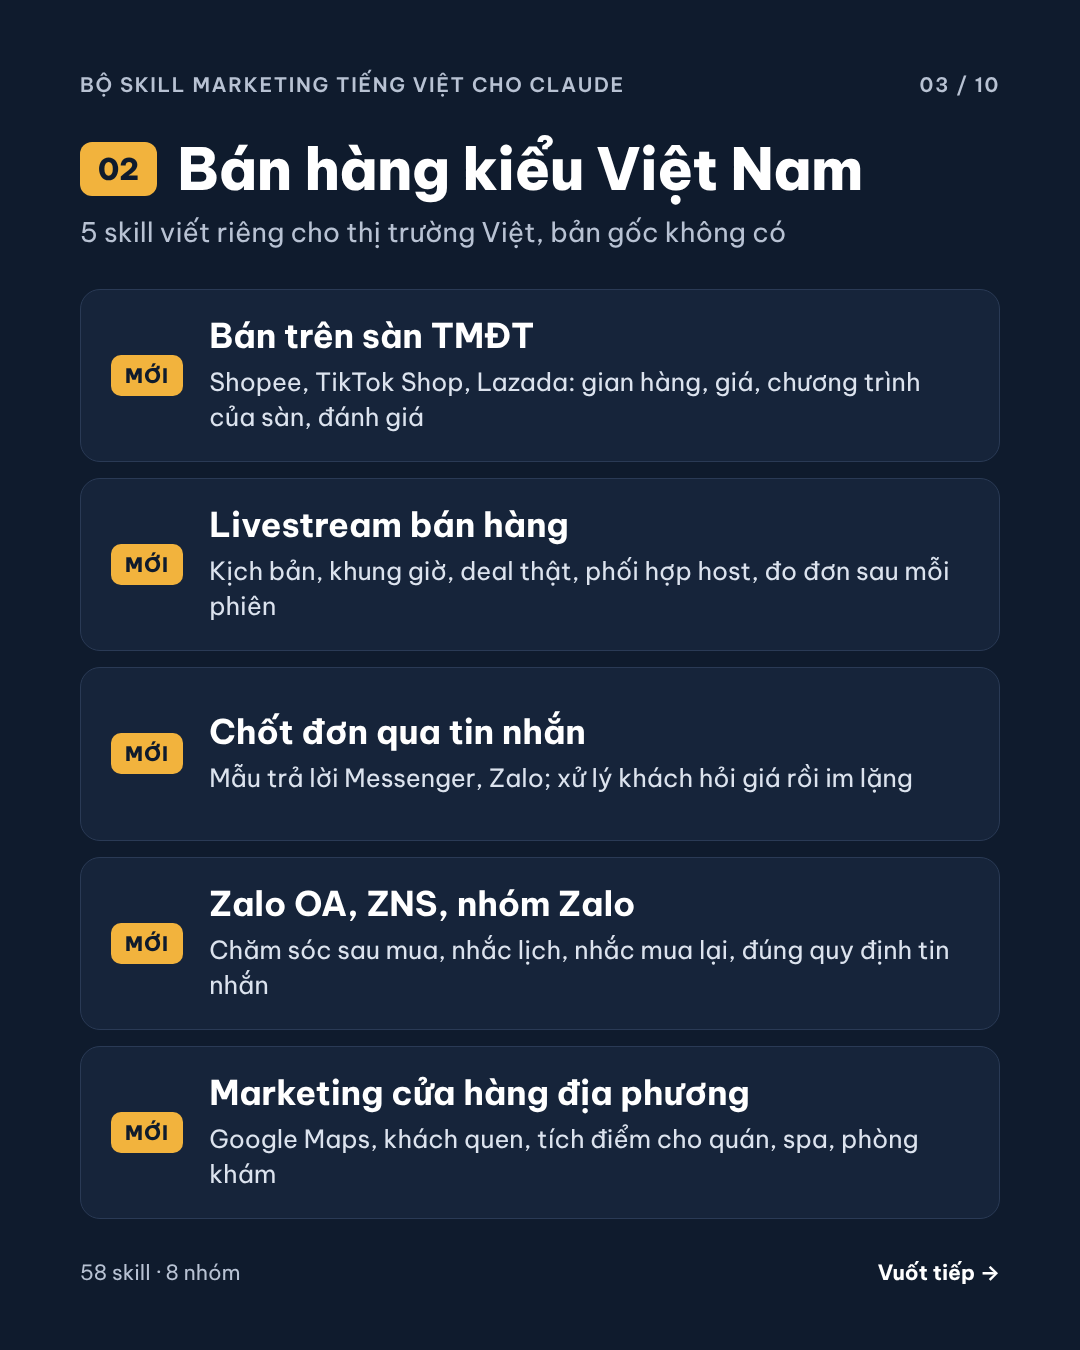 BỘ SKILL MARKETING TIẾNG VIỆT CHO CLAUDE
03 / 10
02
Bán hàng kiểu Việt Nam
5 skill viết riêng cho thị trường Việt, bản gốc không có
Bán trên sàn TMĐT
MỚI
Shopee, TikTok Shop, Lazada: gian hàng, giá, chương trình
của sàn, đánh giá
Livestream bán hàng
MỚI
Kịch bản, khung giờ, deal thật, phối hợp host, đo đơn sau mỗi
phiên
Chốt đơn qua tin nhắn
MỚI
Mẫu trả lời Messenger, Zalo; xử lý khách hỏi giá rồi im lặng
Zalo OA, ZNS, nhóm Zalo
MỚI
Chăm sóc sau mua, nhắc lịch, nhắc mua lại, đúng quy định tin
nhắn
Marketing cửa hàng địa phương
MỚI
Google Maps, khách quen, tích điểm cho quán, spa, phòng
khám
58 skill · 8 nhóm
Vuốt tiếp →